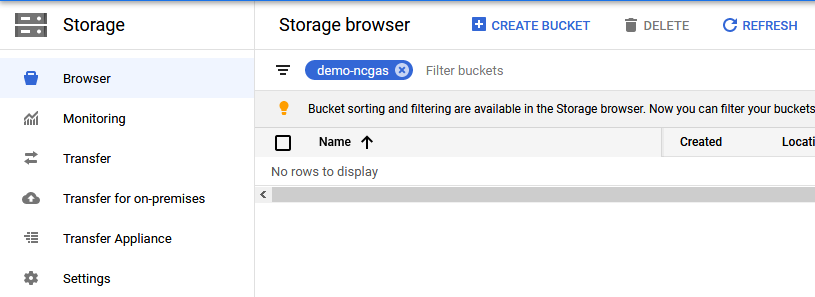 Storage
Storage browser
CREATE BUCKET
DELETE
REFRESH
Browser
Monitoring
Transfer
Transfer for on-premises
Transfer Appliance
Settings
demo-ncgas
Filter buckets
Bucket sorting and filtering are available in the Storage browser. Now you can filter your buckets
Name Created Locati
No rows to display